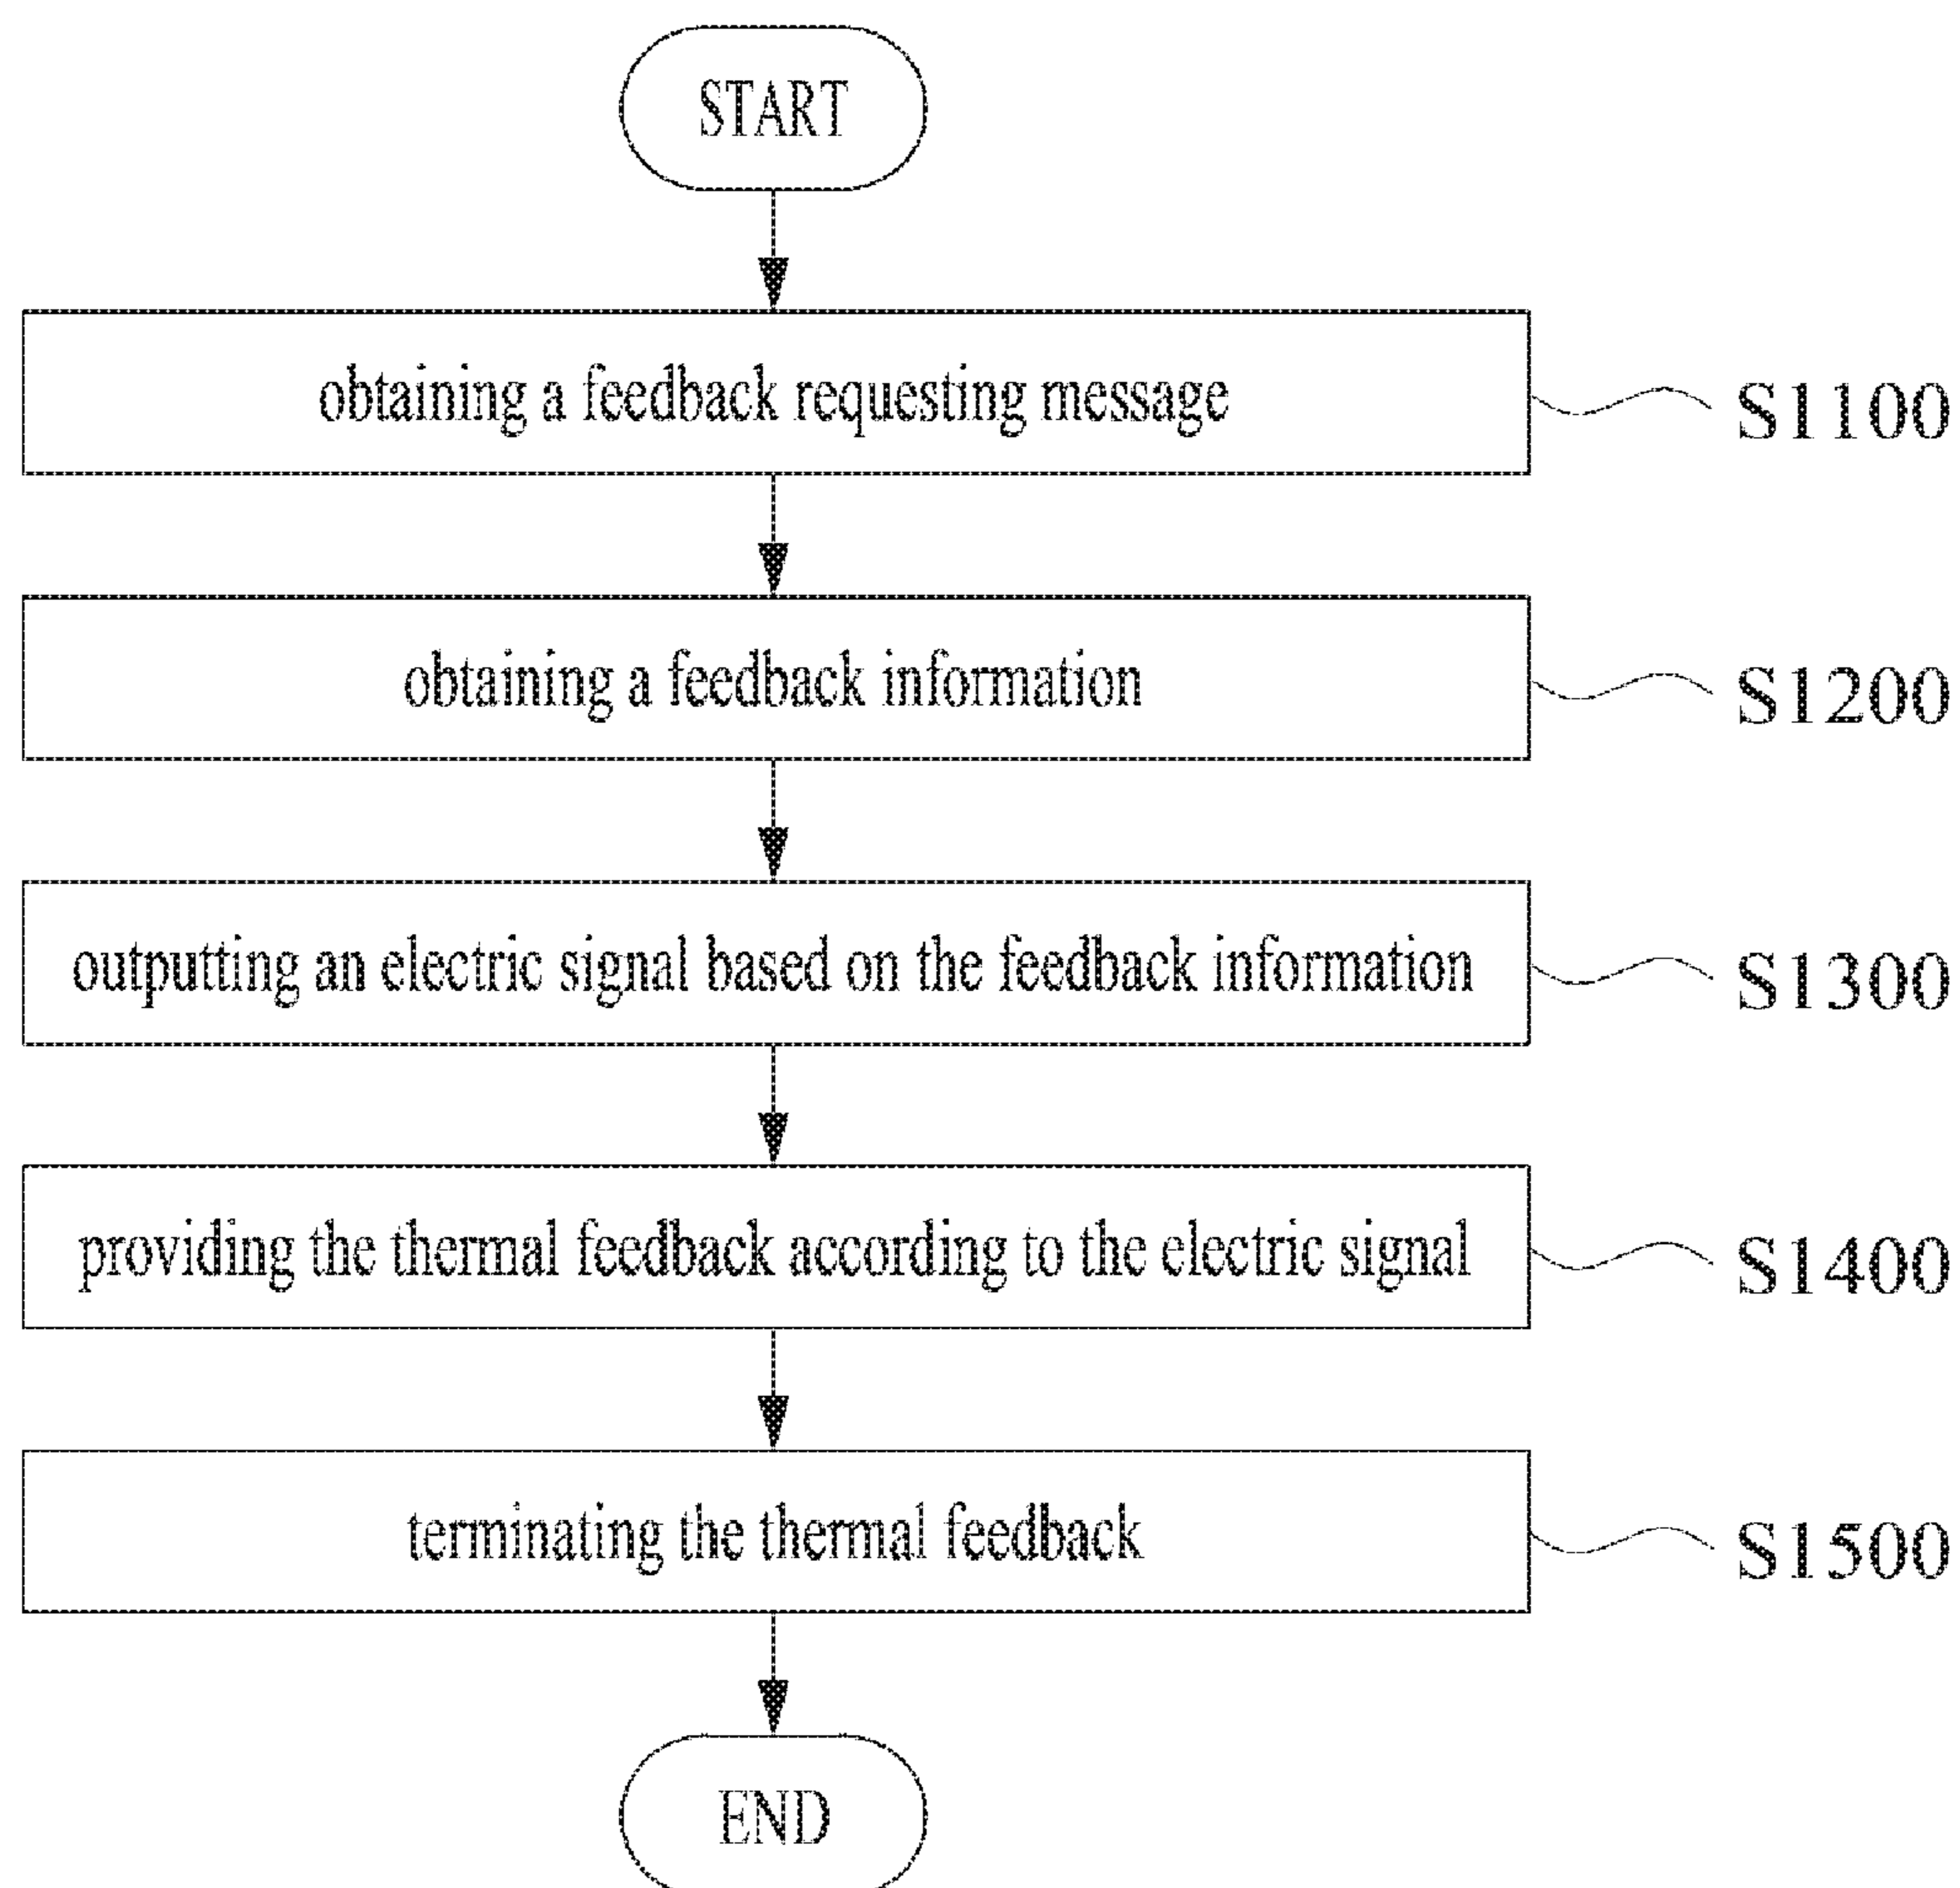 START
obtaining a feedback requesting message
S1100
obtaining a feedback information
S1200
outputting an electric signal based on the feedback information
S1300
providing the thermal feedback according to the electric signal
S1400
terminating the thermal feedback
S1500
END